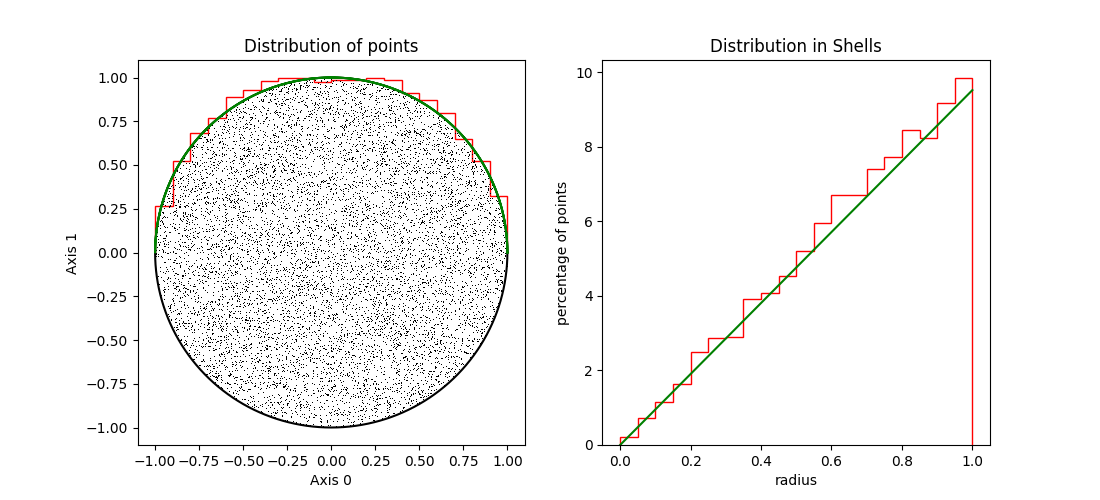 Distribution of points
1.00
0.75
0.50
0.25
0.00
−0.25
−0.50
−0.75
−1.00
Axis 1
−1.00 −0.75 −0.50 −0.25 0.00 0.25 0.50 0.75 1.00
Axis 0
Distribution in Shells
10
8
6
4
2
0
percentage of points
0.0 0.2 0.4 0.6 0.8 1.0
radius